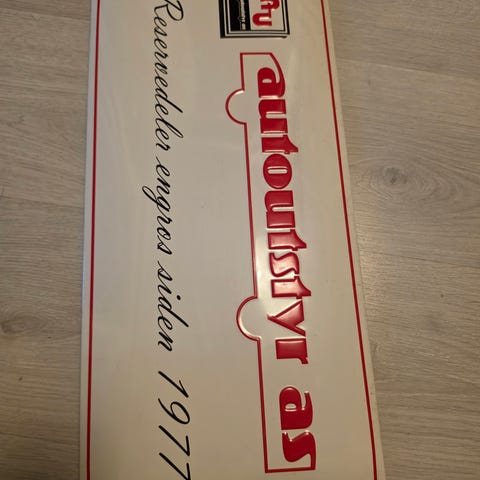 autoutstyr as
Reservedeler engros siden 1977